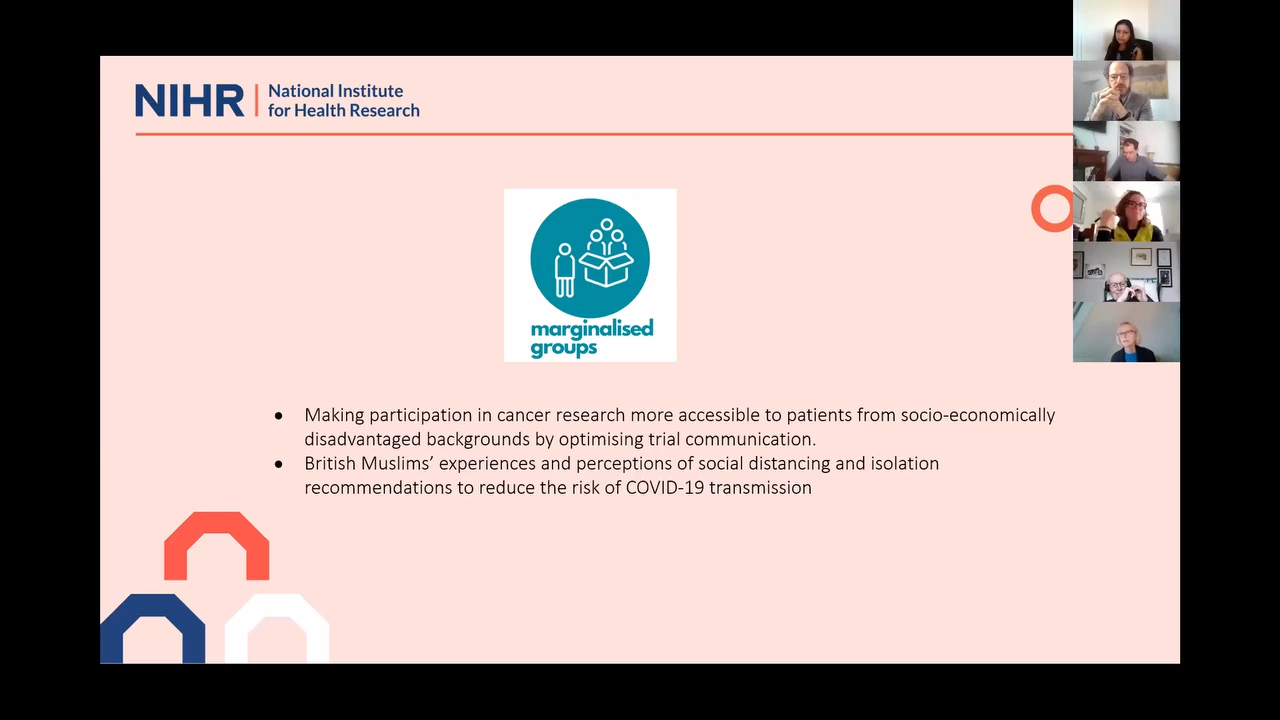 NIHR | National Institute
for Health Research
marginalised
groups
● Making participation in cancer research more accessible to patients from socio-economically
disadvantaged backgrounds by optimising trial communication.
● British Muslims’ experiences and perceptions of social distancing and isolation
recommendations to reduce the risk of COVID-19 transmission